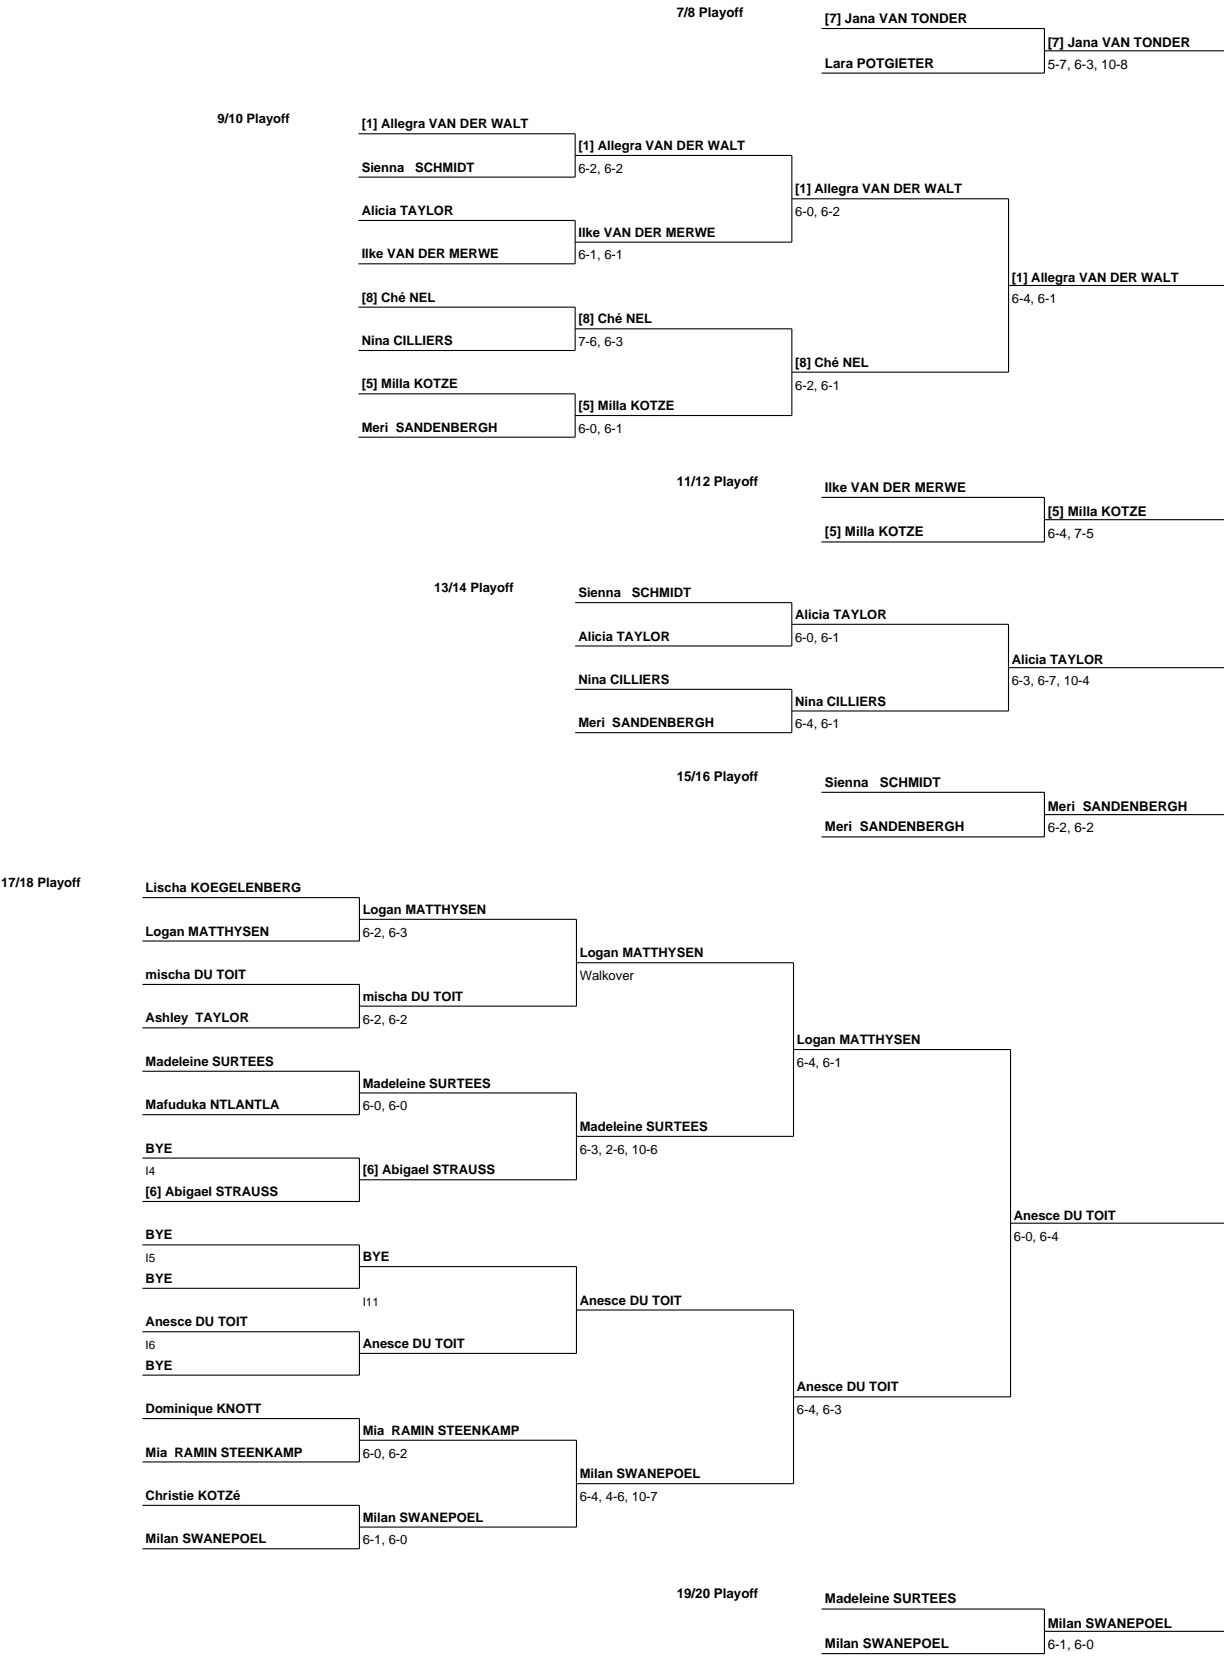 7/8 Playoff
[7] Jana VAN TONDER
[7] Jana VAN TONDER
Lara POTGIETER
5-7, 6-3, 10-8
9/10 Playoff
[1] Allegra VAN DER WALT
[1] Allegra VAN DER WALT
Sienna SCHMIDT
6-2, 6-2
[1] Allegra VAN DER WALT
Alicia TAYLOR
6-0, 6-2
Ilke VAN DER MERWE
Ilke VAN DER MERWE
6-1, 6-1
[1] Allegra VAN DER WALT
[8] Ché NEL
6-4, 6-1
[8] Ché NEL
Nina CILLIERS
7-6, 6-3
[8] Ché NEL
[5] Milla KOTZE
6-2, 6-1
[5] Milla KOTZE
Meri SANDENBERGH
6-0, 6-1
11/12 Playoff
Ilke VAN DER MERWE
[5] Milla KOTZE
[5] Milla KOTZE
6-4, 7-5
13/14 Playoff
Sienna SCHMIDT
Alicia TAYLOR
Alicia TAYLOR
6-0, 6-1
Alicia TAYLOR
Nina CILLIERS
6-3, 6-7, 10-4
Nina CILLIERS
Meri SANDENBERGH
6-4, 6-1
15/16 Playoff
Sienna SCHMIDT
Meri SANDENBERGH
Meri SANDENBERGH
6-2, 6-2
17/18 Playoff
Lischa KOEGELENBERG
Logan MATTHYSEN
Logan MATTHYSEN
6-2, 6-3
Logan MATTHYSEN
mischa DU TOIT
Walkover
mischa DU TOIT
Ashley TAYLOR
6-2, 6-2
Logan MATTHYSEN
Madeleine SURTEES
6-4, 6-1
Madeleine SURTEES
Mafuduka NTLANTLA
6-0, 6-0
Madeleine SURTEES
BYE
6-3, 2-6, 10-6
I4
[6] Abigael STRAUSS
[6] Abigael STRAUSS
Anesce DU TOIT
BYE
6-0, 6-4
I5
BYE
BYE
I11
Anesce DU TOIT
Anesce DU TOIT
I6
Anesce DU TOIT
BYE
Anesce DU TOIT
Dominique KNOTT
6-4, 6-3
Mia RAMIN STEENKAMP
Mia RAMIN STEENKAMP
6-0, 6-2
Milan SWANEPOEL
Christie KOTZé
6-4, 4-6, 10-7
Milan SWANEPOEL
Milan SWANEPOEL
6-1, 6-0
19/20 Playoff
Madeleine SURTEES
Milan SWANEPOEL
Milan SWANEPOEL
6-1, 6-0